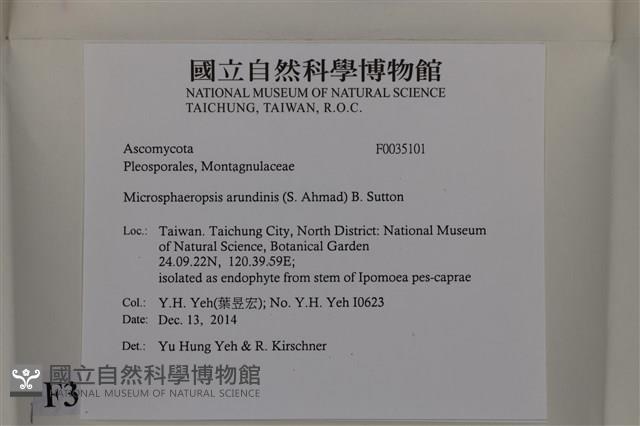 國立自然科學博物館
NATIONAL MUSEUM OF NATURAL SCIENCE
TAICHUNG, TAIWAN, R.O.C.
Ascomycota F0035101
Pleosporales, Montagnulaceae
Microsphaeropsis arundinis (S. Ahmad) B. Sutton
Loc.: Taiwan. Taichung City, North District: National Museum
of Natural Science, Botanical Garden
24.09.22N, 120.39.59E;
isolated as endophyte from stem of Ipomoea pes-caprae
Col.: Y.H. Yeh(葉昱宏); No. Y.H. Yeh I0623
Date: Dec. 13, 2014
Det.: Yu Hung Yeh & R. Kirschner
國立自然科學博物館
NATIONAL MUSEUM OF NATURAL SCIENCE
F3